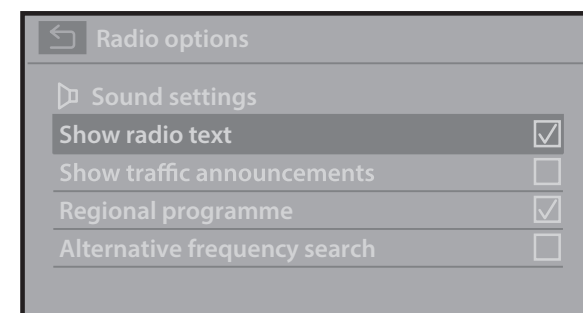 Radio options
Sound settings
Show radio text
Show traffic announcements
Regional programme
Alternative frequency search